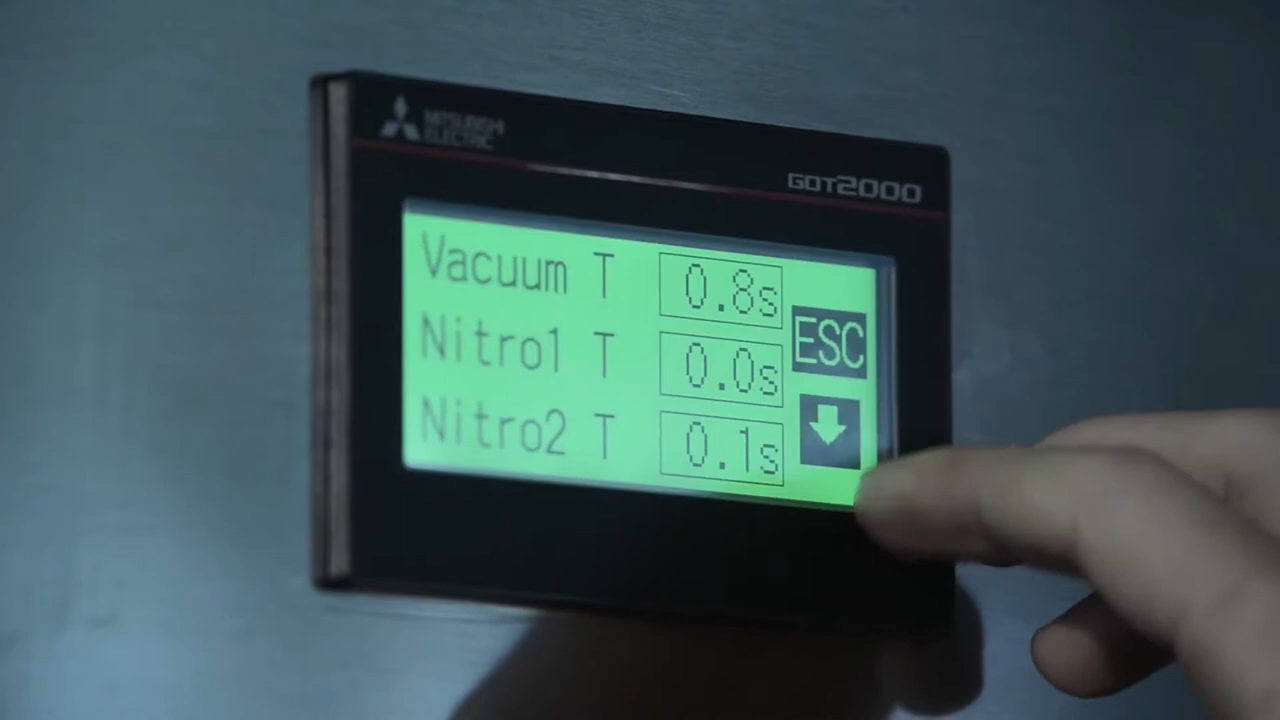 MITSUBISHI
ELECTRIC
GOT2000
Vacuum T 0.8s
Nitro1 T 0.0s
ESC
Nitro2 T 0.1s